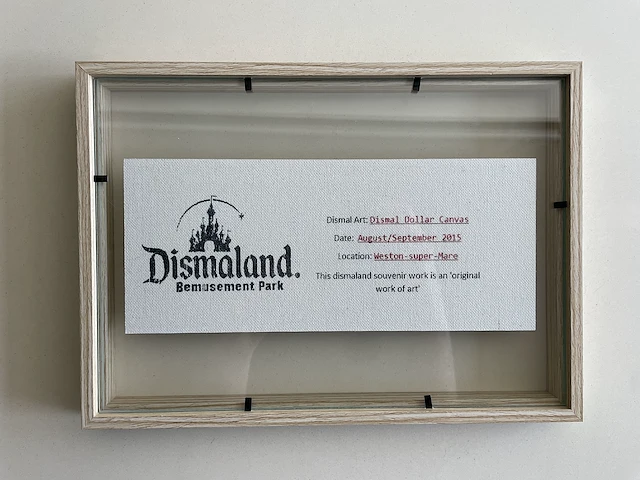 Dismaland.
Bemusement Park
Dismal Art: Dismal Dollar Canvas
Date: August/September 2015
Location: Weston-super-Mare
This dismaland souvenir work is an 'original
work of art'